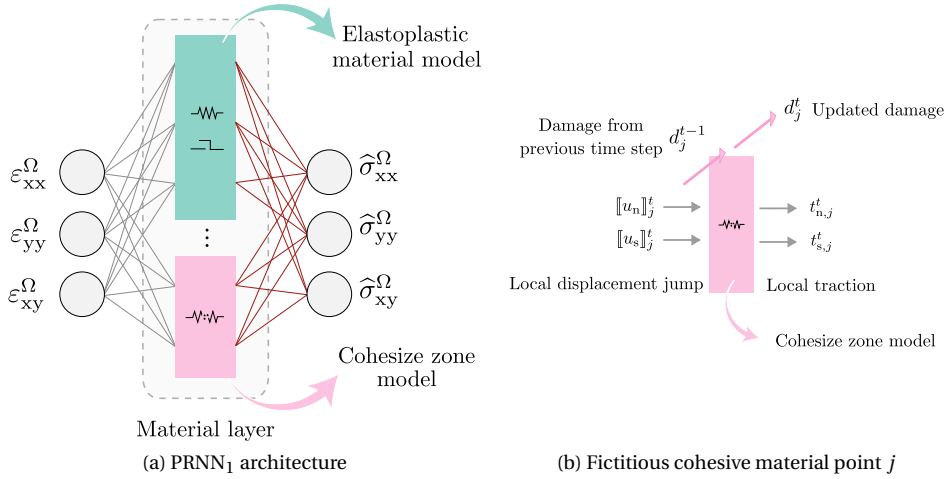 Elastoplastic
material model
ε^Ω_xx
ε^Ω_yy
ε^Ω_xy
σ̂^Ω_xx
σ̂^Ω_yy
σ̂^Ω_xy
⋮
Cohesize zone
model
Material layer
(a) PRNN₁ architecture
d^t_j Updated damage
Damage from
previous time step d^{t−1}_j
⟦u_n⟧^t_j
⟦u_s⟧^t_j
t^t_{n,j}
t^t_{s,j}
Local displacement jump
Local traction
Cohesize zone model
(b) Fictitious cohesive material point j